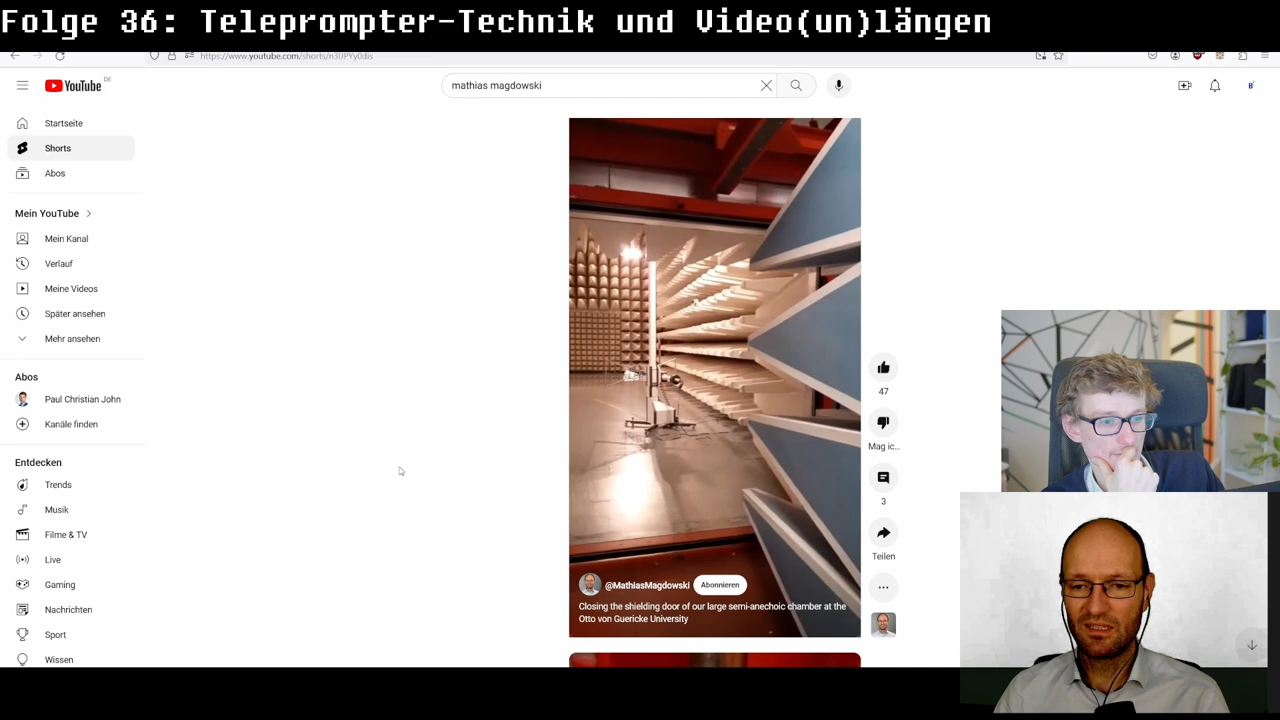 Folge 36: Teleprompter-Technik und Video(un)längen
https://www.youtube.com/shorts/n3iJPYy0dis
YouTube DE
mathias magdowski
B
Startseite
Shorts
Abos
Mein YouTube
Mein Kanal
Verlauf
Meine Videos
Später ansehen
Mehr ansehen
Abos
Paul Christian John
Kanäle finden
Entdecken
Trends
Musik
Filme & TV
Live
Gaming
Nachrichten
Sport
Wissen
47
Mag ic...
3
Teilen
@MathiasMagdowski Abonnieren
Closing the shielding door of our large semi-anechoic chamber at the
Otto von Guericke University